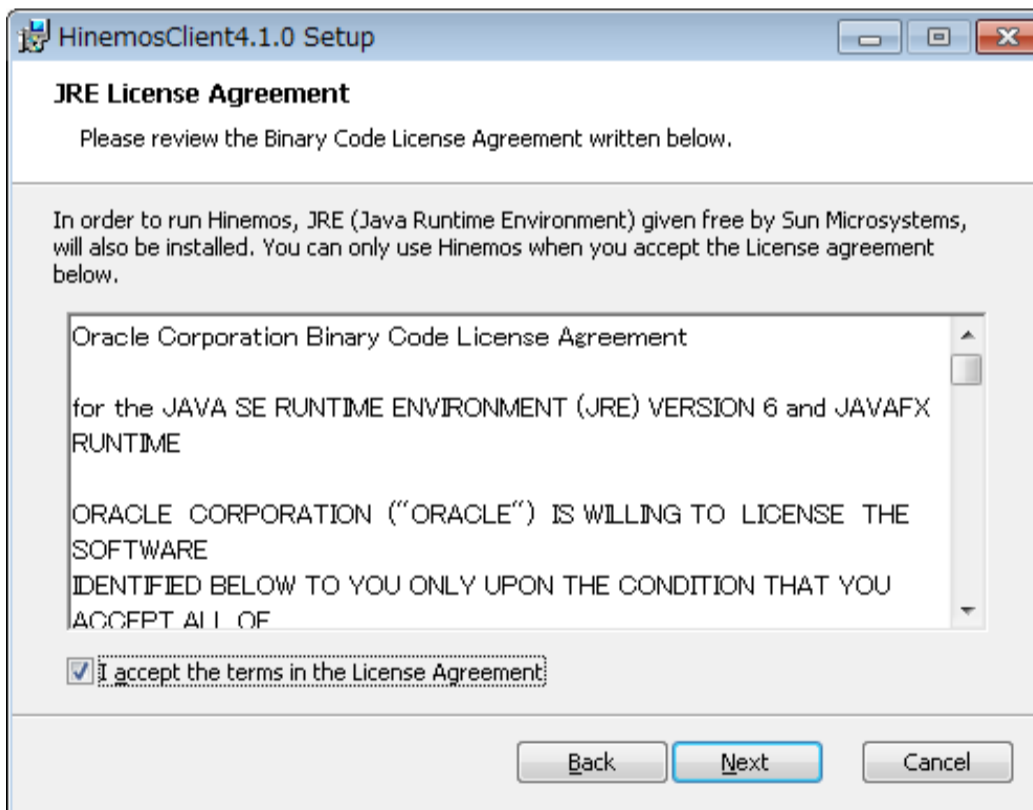 HinemosClient4.1.0 Setup
JRE License Agreement
Please review the Binary Code License Agreement written below.
In order to run Hinemos, JRE (Java Runtime Environment) given free by Sun Microsystems,
will also be installed. You can only use Hinemos when you accept the License agreement
below.
Oracle Corporation Binary Code License Agreement
for the JAVA SE RUNTIME ENVIRONMENT (JRE) VERSION 6 and JAVAFX
RUNTIME
ORACLE CORPORATION ("ORACLE") IS WILLING TO LICENSE THE
SOFTWARE
IDENTIFIED BELOW TO YOU ONLY UPON THE CONDITION THAT YOU
ACCEPT ALL OF
I accept the terms in the License Agreement
Back Next Cancel